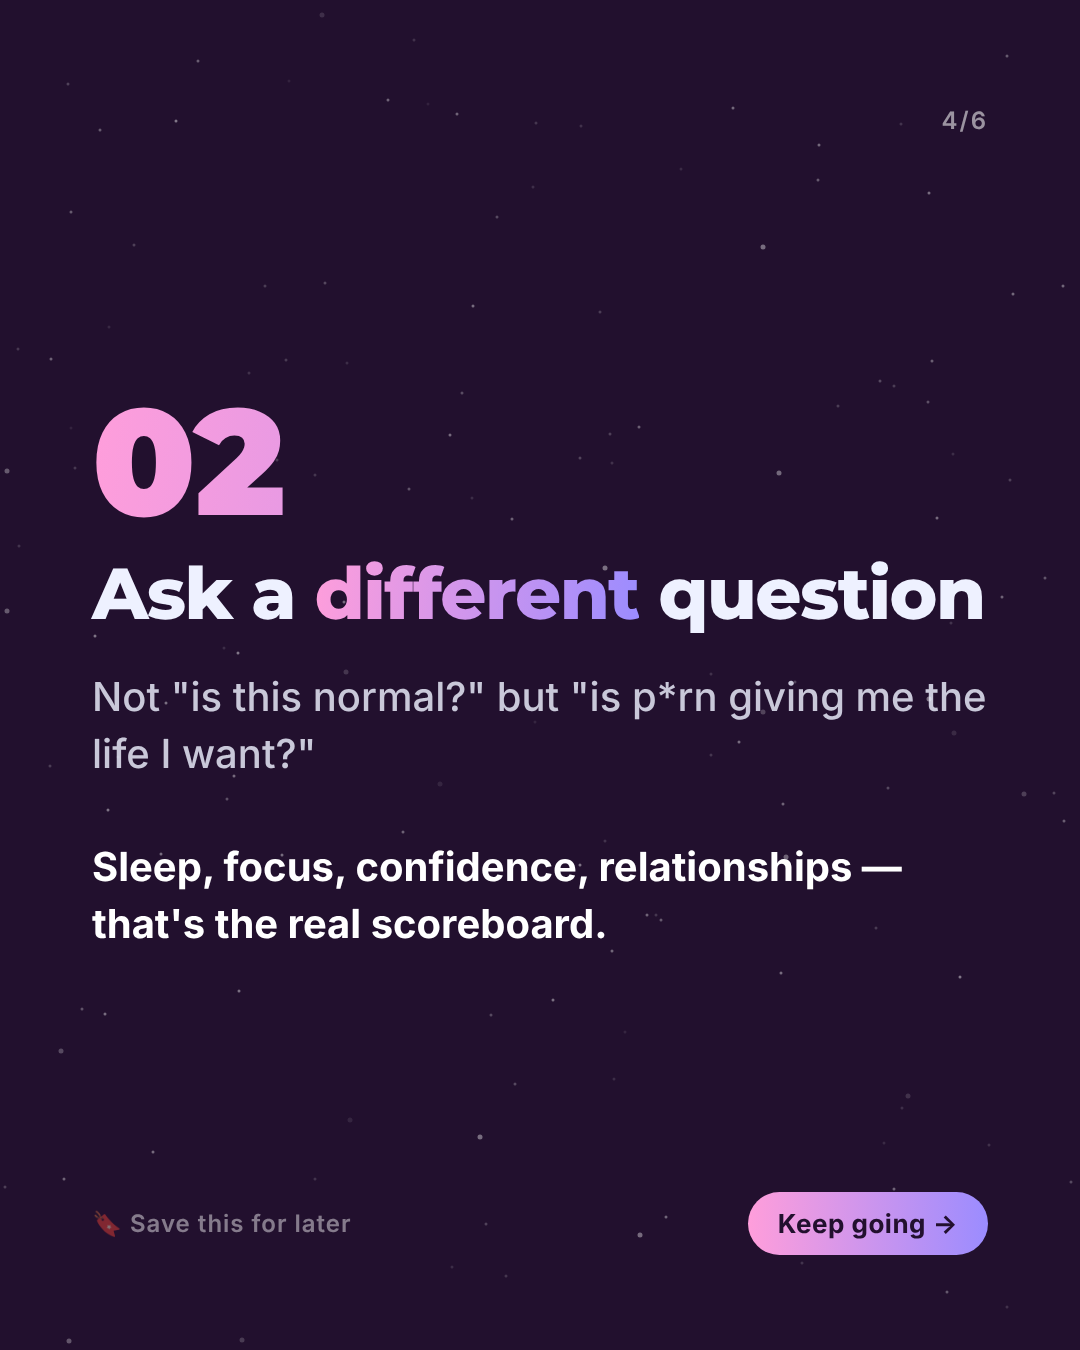 4/6
02
Ask a different question
Not "is this normal?" but "is p*rn giving me the
life I want?"
Sleep, focus, confidence, relationships —
that's the real scoreboard.
🔖 Save this for later
Keep going →